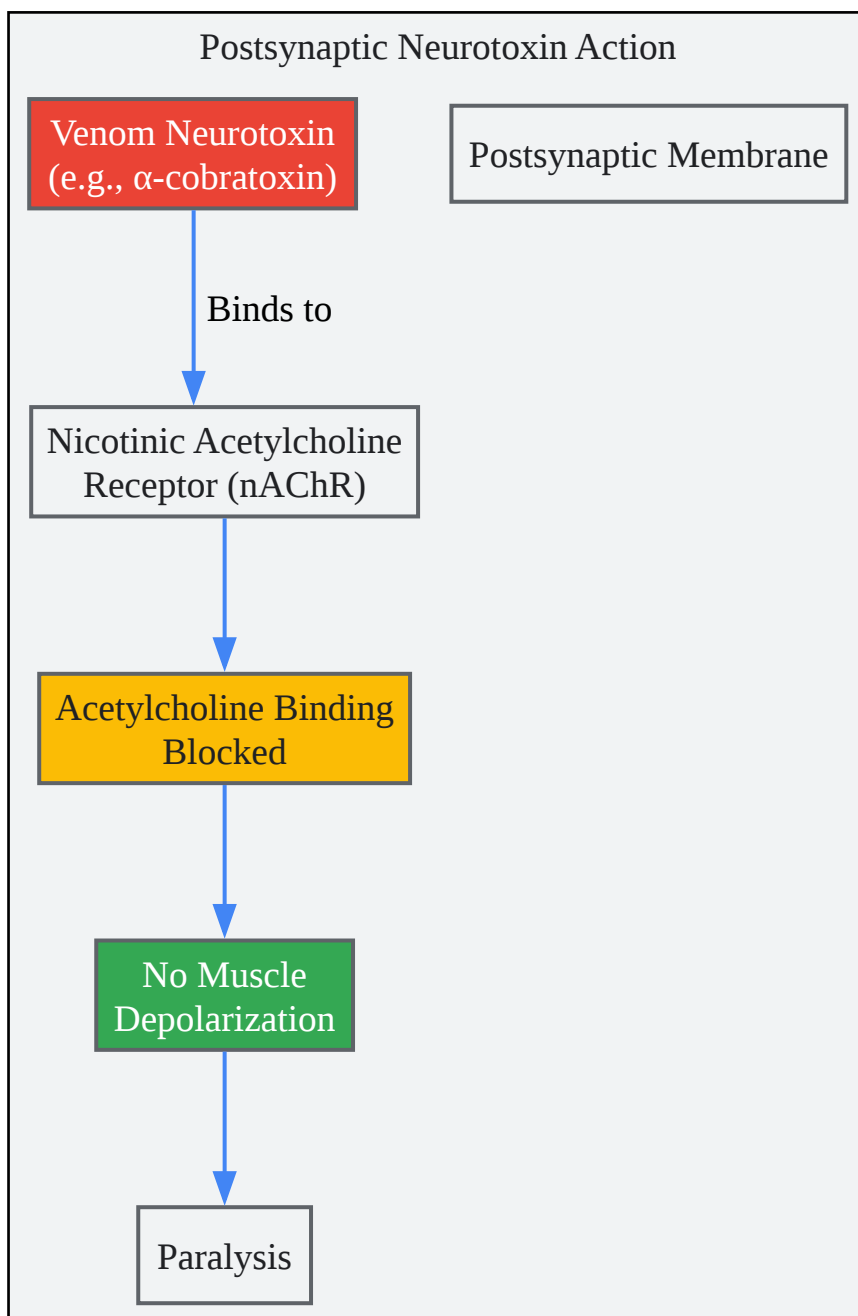 Postsynaptic Neurotoxin Action
Venom Neurotoxin
(e.g., α-cobratoxin)
Postsynaptic Membrane
Binds to
Nicotinic Acetylcholine
Receptor (nAChR)
Acetylcholine Binding
Blocked
No Muscle
Depolarization
Paralysis